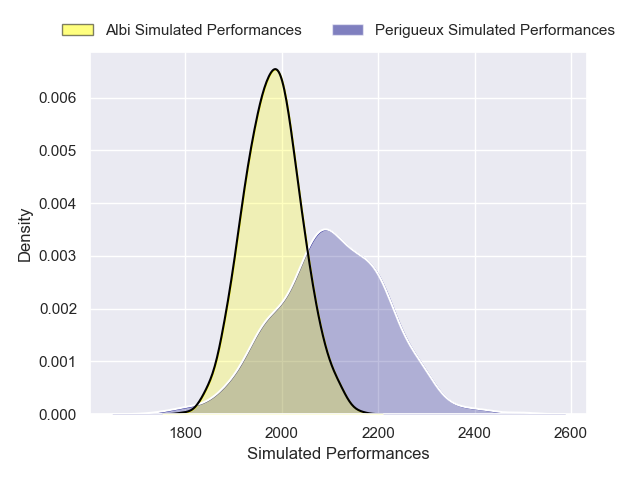 Albi Simulated Performances
Perigueux Simulated Performances
Density
0.006
0.005
0.004
0.003
0.002
0.001
0.000
1800 2000 2200 2400 2600
Simulated Performances